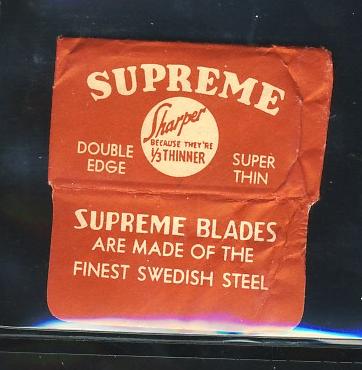 SUPREME
Sharper
BECAUSE THEY'RE
1/3 THINNER
DOUBLE
EDGE
SUPER
THIN
SUPREME BLADES
ARE MADE OF THE
FINEST SWEDISH STEEL